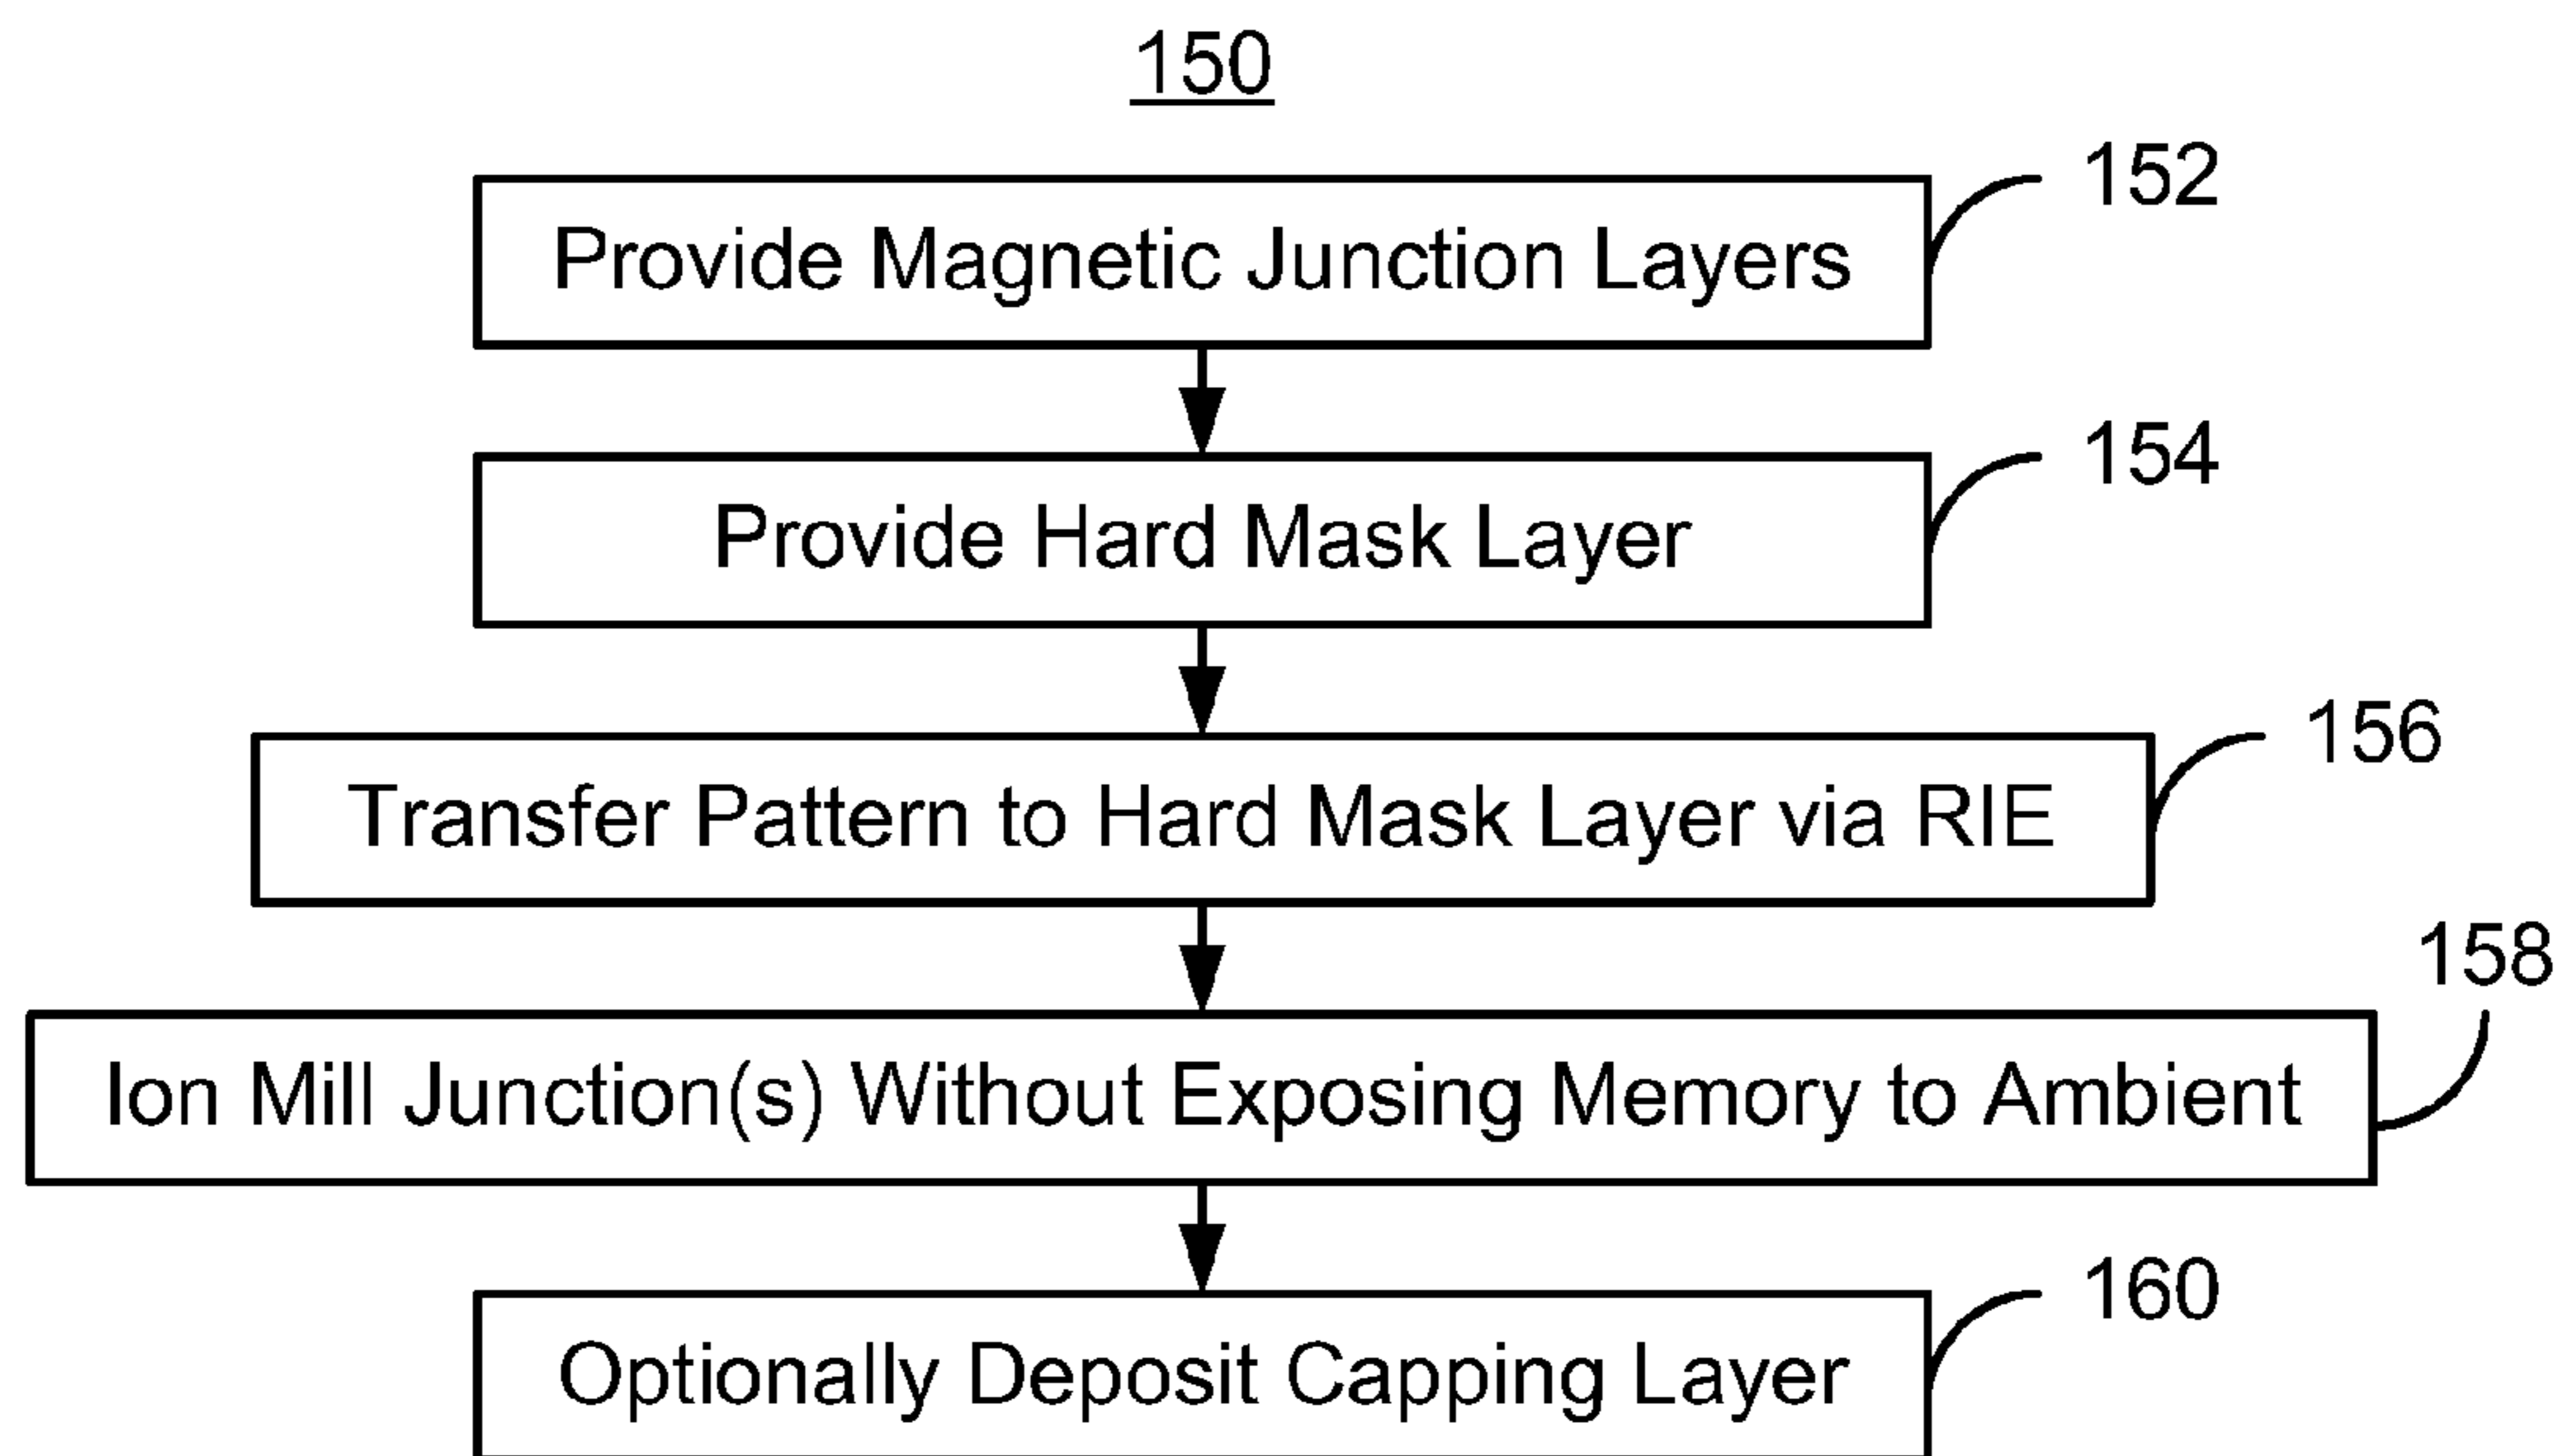 150
152
Provide Magnetic Junction Layers
154
Provide Hard Mask Layer
156
Transfer Pattern to Hard Mask Layer via RIE
158
Ion Mill Junction(s) Without Exposing Memory to Ambient
160
Optionally Deposit Capping Layer